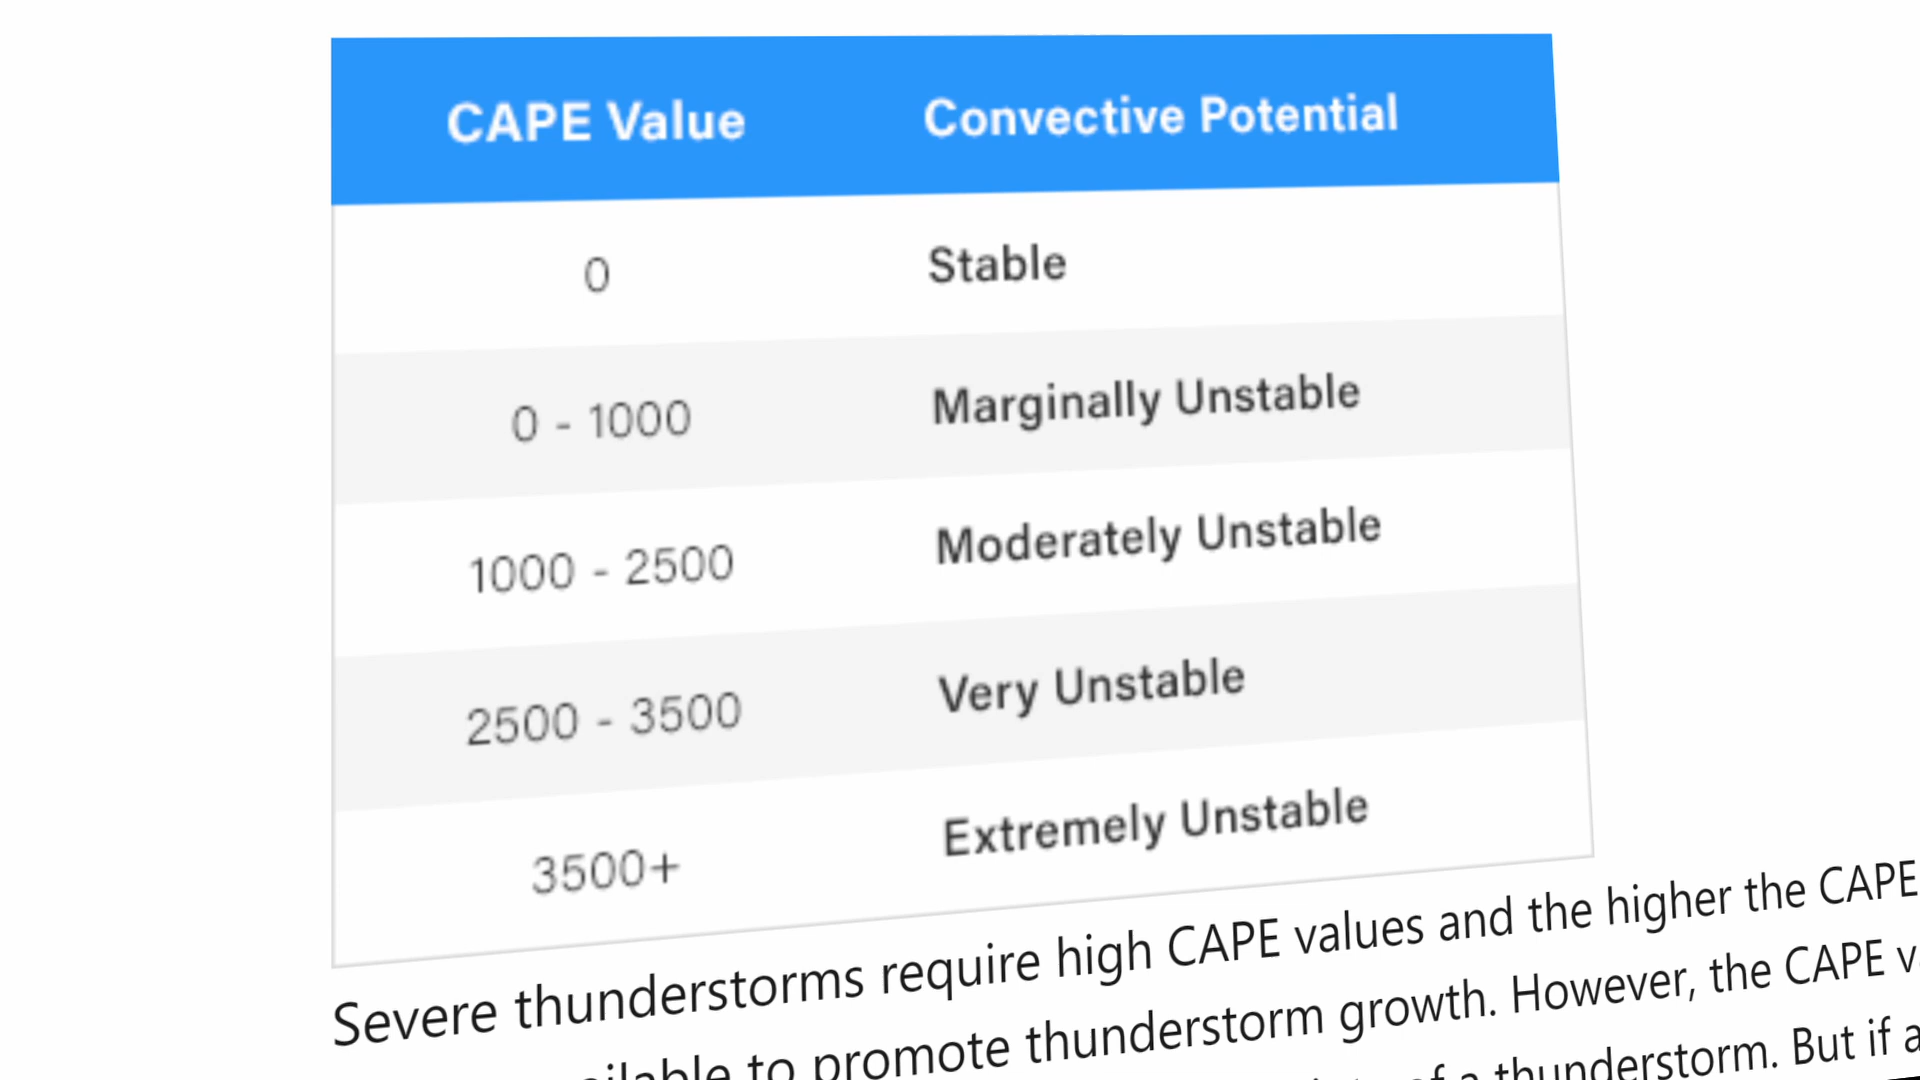 CAPE Value Convective Potential
0 Stable
0 - 1000 Marginally Unstable
1000 - 2500 Moderately Unstable
2500 - 3500 Very Unstable
3500+ Extremely Unstable
Severe thunderstorms require high CAPE values and the higher the CAPE
to promote thunderstorm growth. However, the CAPE
of a thunderstorm. But if